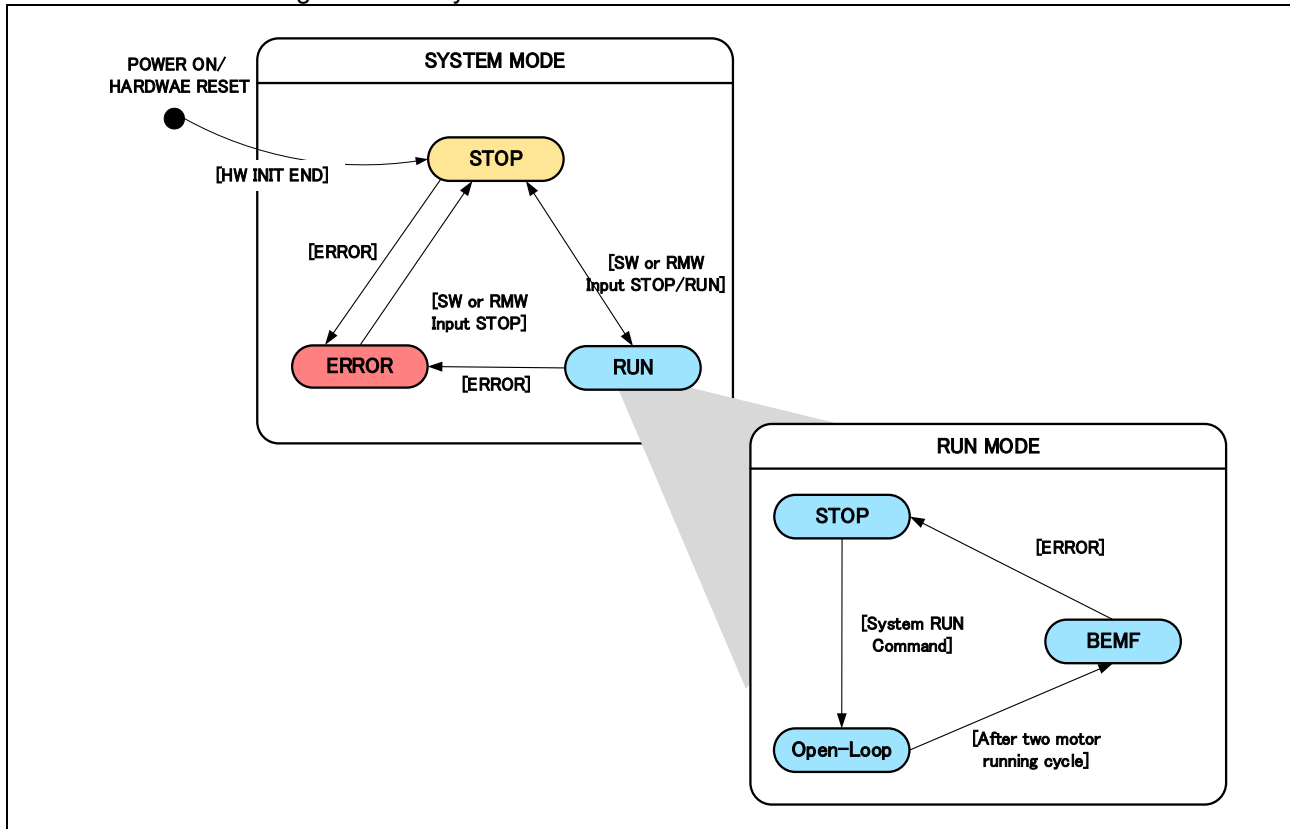 SYSTEM MODE
POWER ON/
HARDWAE RESET
STOP
[HW INIT END]
[ERROR]
[SW or RMW
Input STOP/RUN]
[SW or RMW
Input STOP]
ERROR
RUN
[ERROR]
RUN MODE
STOP
[ERROR]
[System RUN
Command]
BEMF
Open-Loop
[After two motor
running cycle]